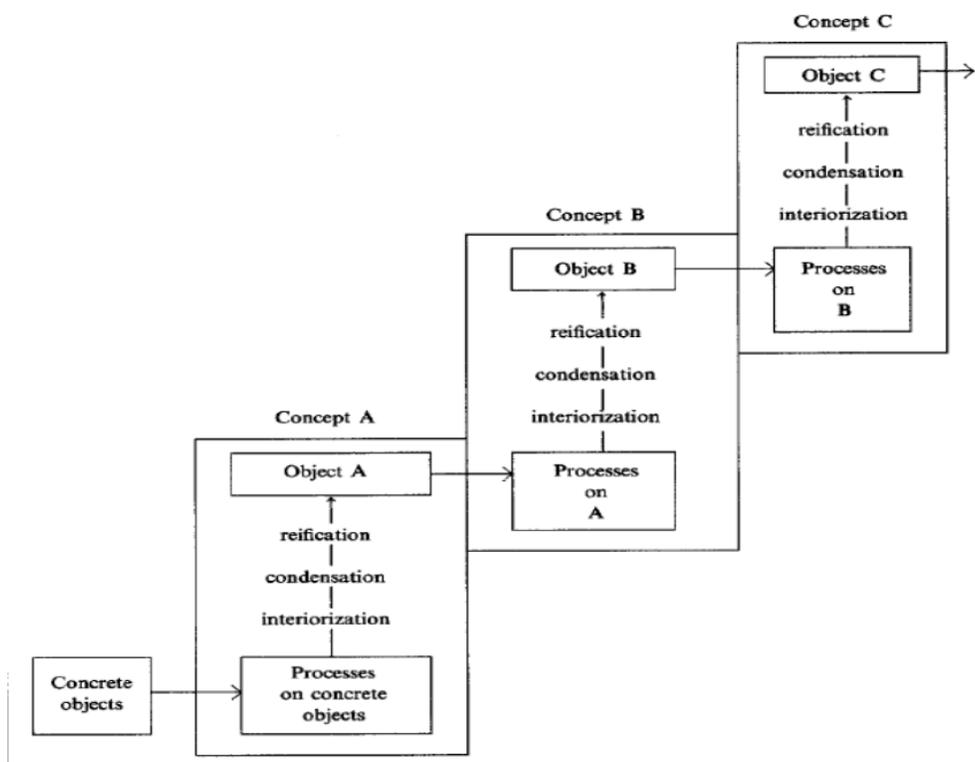 Concept C
Object C
reification
condensation
interiorization
Processes
on
B
Concept B
Object B
reification
condensation
interiorization
Processes
on
A
Concept A
Object A
reification
condensation
interiorization
Processes
on concrete
objects
Concrete
objects